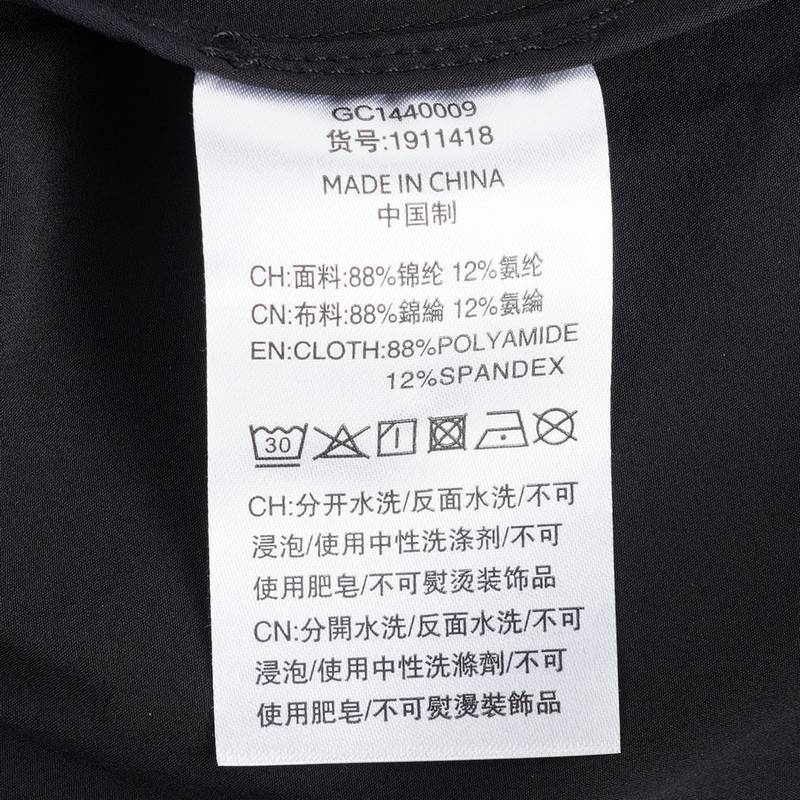 GC1440009
货号:1911418
MADE IN CHINA
中国制
CH:面料:88%锦纶 12%氨纶
CN:布料:88%錦綸 12%氨綸
EN:CLOTH:88%POLYAMIDE
12%SPANDEX
30
CH:分开水洗/反面水洗/不可
浸泡/使用中性洗涤剂/不可
使用肥皂/不可熨烫装饰品
CN:分開水洗/反面水洗/不可
浸泡/使用中性洗滌劑/不可
使用肥皂/不可熨燙裝飾品